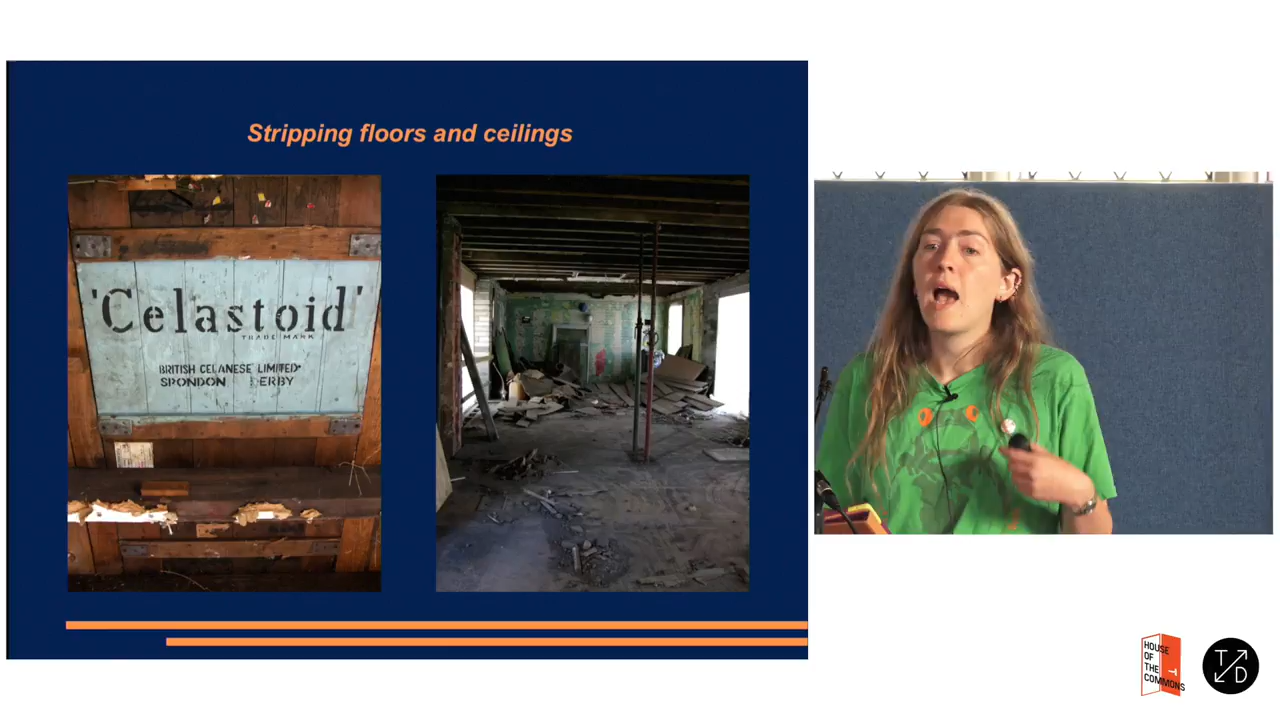 Stripping floors and ceilings
'Celastoid'
TRADE MARK
BRITISH CELANESE LIMITED
SPONDON DERBY
HOUSE
OF
THE
COMMONS
T
D